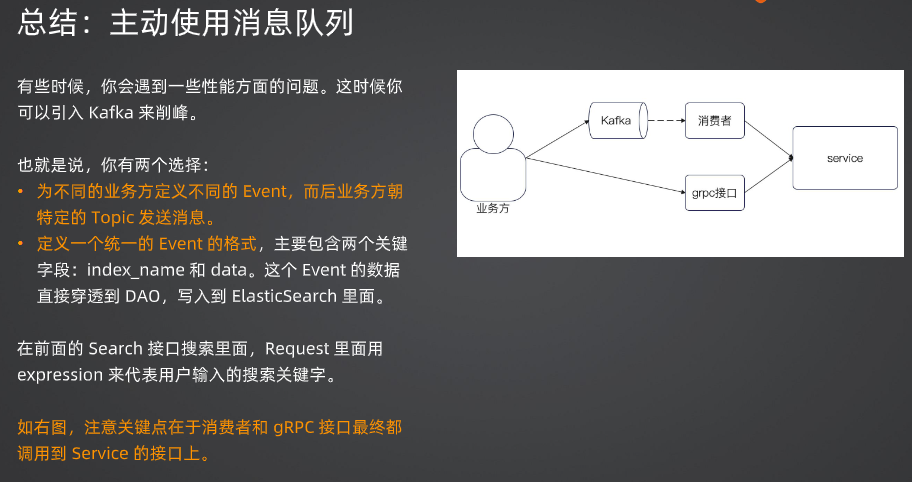 总结：主动使用消息队列
有些时候，你会遇到一些性能方面的问题。这时候你
可以引入 Kafka 来削峰。
也就是说，你有两个选择：
• 为不同的业务方定义不同的 Event，而后业务方朝
特定的 Topic 发送消息。
• 定义一个统一的 Event 的格式，主要包含两个关键
字段：index_name 和 data。这个 Event 的数据
直接穿透到 DAO，写入到 ElasticSearch 里面。
在前面的 Search 接口搜索里面，Request 里面用
expression 来代表用户输入的搜索关键字。
如右图，注意关键点在于消费者和 gRPC 接口最终都
调用到 Service 的接口上。
Kafka
消费者
service
grpc接口
业务方